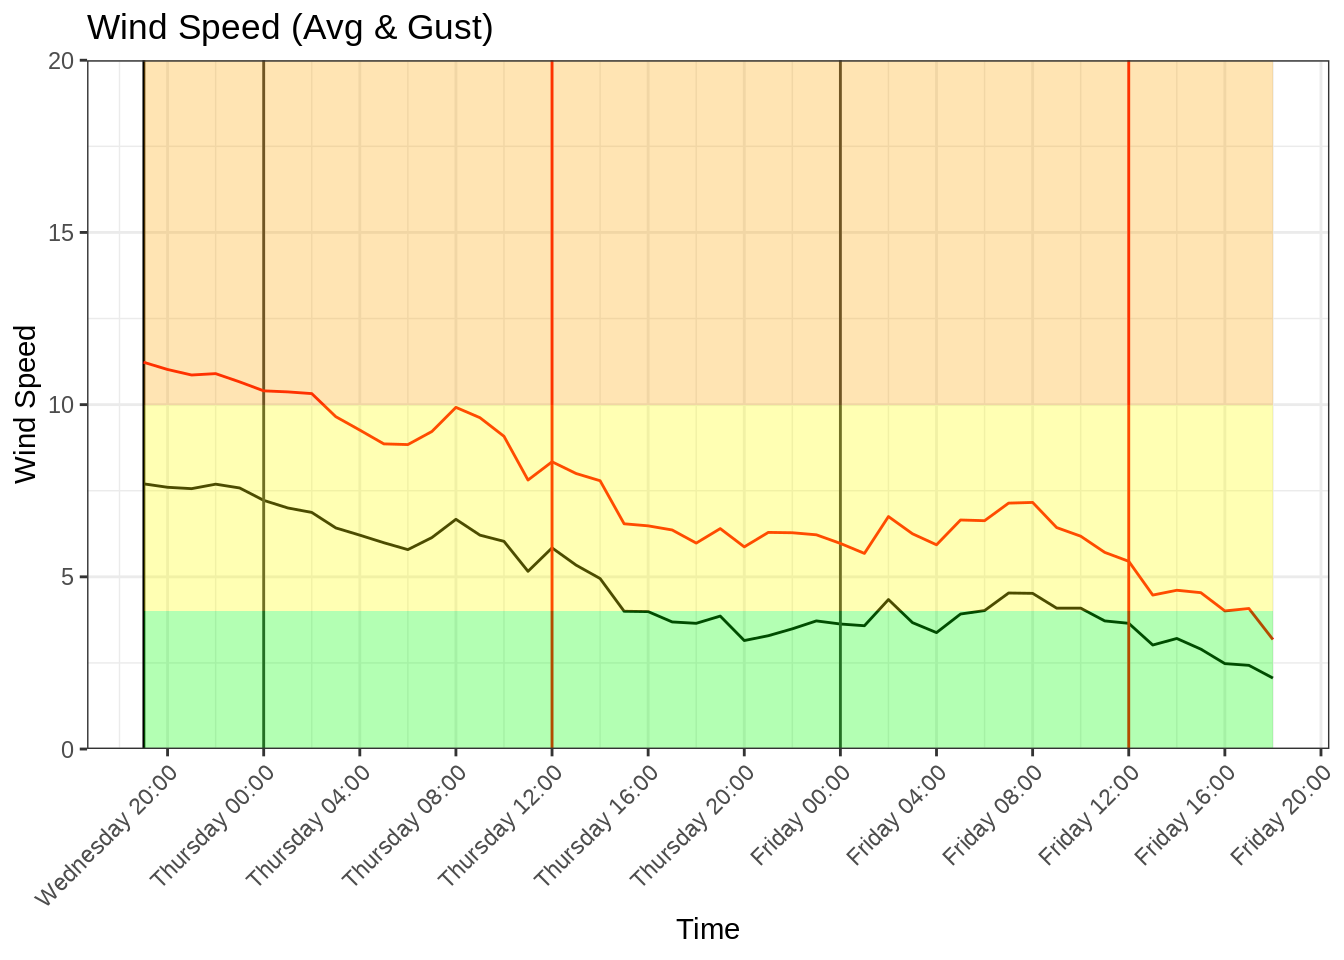 Wind Speed (Avg & Gust)
20
15
10
5
0
Wind Speed
Wednesday 20:00
Thursday 00:00
Thursday 04:00
Thursday 08:00
Thursday 12:00
Thursday 16:00
Thursday 20:00
Friday 00:00
Friday 04:00
Friday 08:00
Friday 12:00
Friday 16:00
Friday 20:00
Time